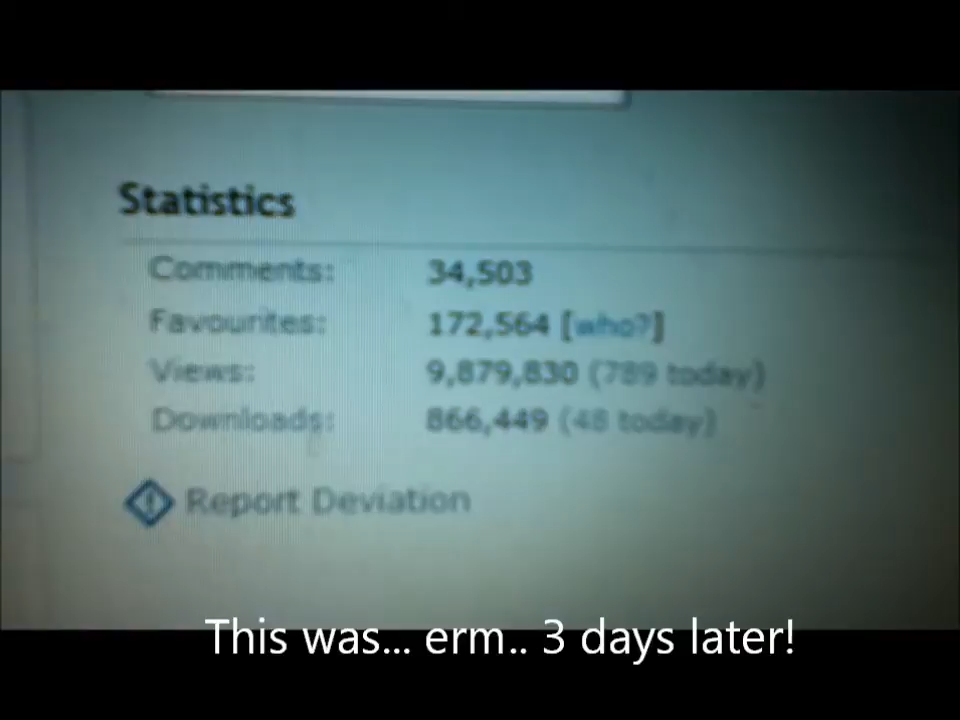 Statistics
Comments: 34,503
Favourites: 172,564 [who?]
Views: 9,879,830 (789 today)
Downloads: 866,449 (48 today)
Report Deviation
This was... erm.. 3 days later!